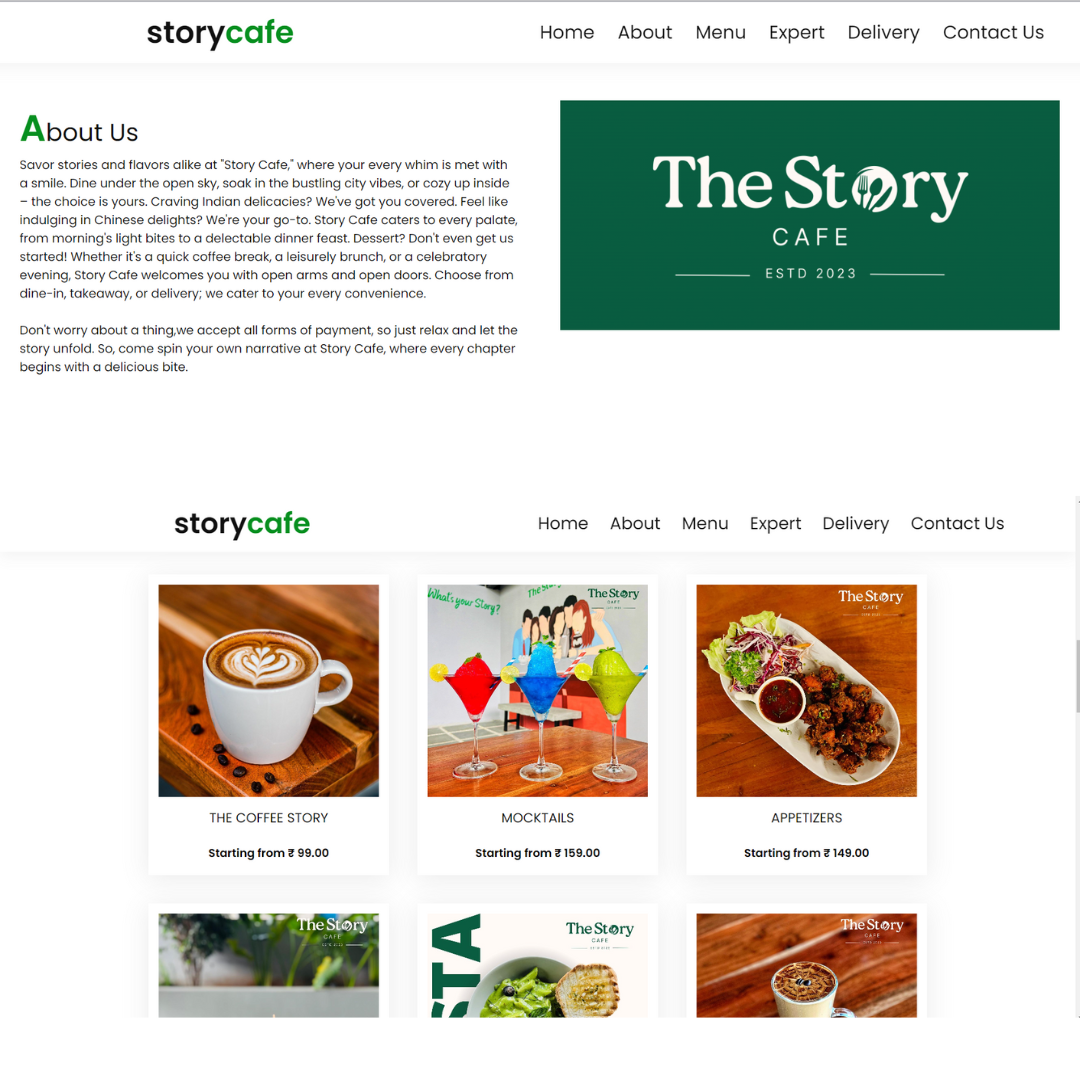 storycafe
Home About Menu Expert Delivery Contact Us
About Us
Savor stories and flavors alike at "Story Cafe," where your every whim is met with
a smile. Dine under the open sky, soak in the bustling city vibes, or cozy up inside
– the choice is yours. Craving Indian delicacies? We've got you covered. Feel like
indulging in Chinese delights? We're your go-to. Story Cafe caters to every palate,
from morning's light bites to a delectable dinner feast. Dessert? Don't even get us
started! Whether it's a quick coffee break, a leisurely brunch, or a celebratory
evening, Story Cafe welcomes you with open arms and open doors. Choose from
dine-in, takeaway, or delivery; we cater to your every convenience.
Don't worry about a thing,we accept all forms of payment, so just relax and let the
story unfold. So, come spin your own narrative at Story Cafe, where every chapter
begins with a delicious bite.
The Story
CAFE
ESTD 2023
storycafe
Home About Menu Expert Delivery Contact Us
What's your Story?
The Story
CAFE
The Story
CAFE
THE COFFEE STORY
Starting from ₹ 99.00
MOCKTAILS
Starting from ₹ 159.00
APPETIZERS
Starting from ₹ 149.00
The Story
CAFE
STA
The Story
CAFE
The Story
CAFE